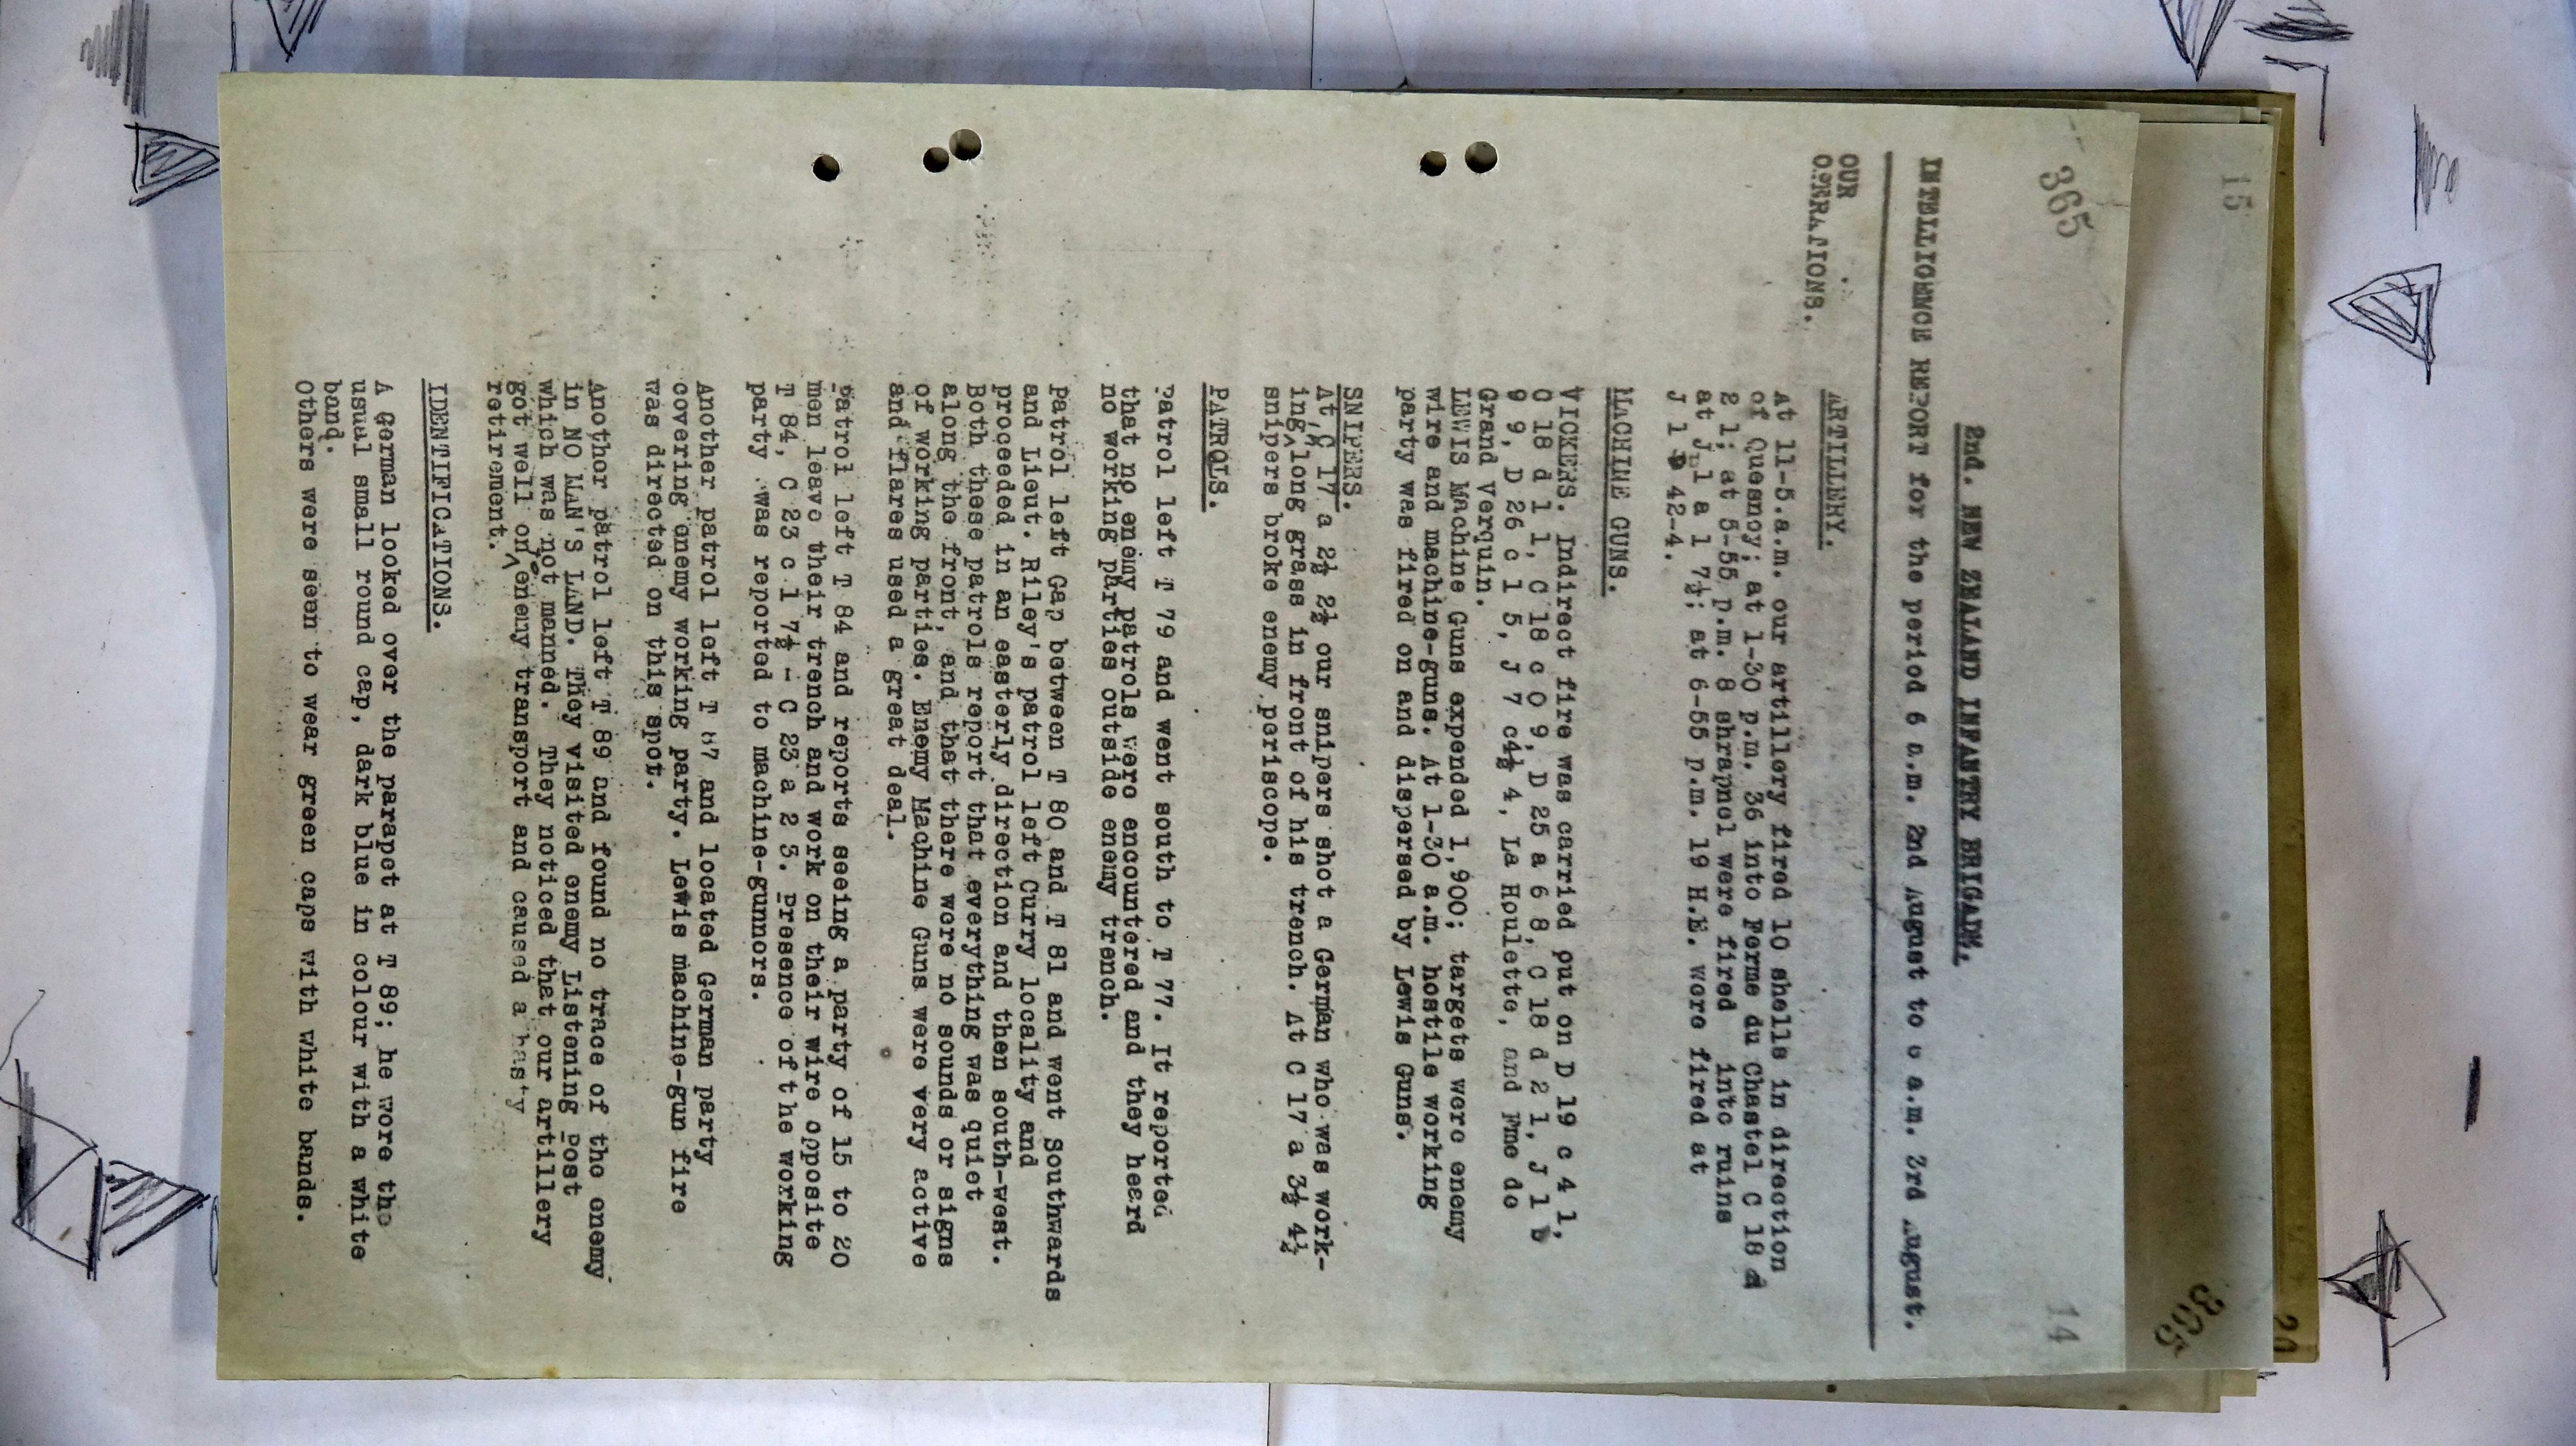 15
365
14
365
20
2nd. NEW ZEALAND INFANTRY BRIGADE.
INTELLIGENCE REPORT for the period 6 a.m. 2nd August to 6 a.m. 3rd August.
OUR
OPERATIONS.
ARTILLERY.
At 11-5.a.m. our artillery fired 10 shells in direction
of Quesnoy; at 1-30 p.m. 36 into Ferme du Chastel C 18 d
2 1; at 5-55 p.m. 8 shrapnel were fired into ruins
at J 1 a 1 7½; at 6-55 p.m. 19 H.E. were fired at
J 1 b 42-4.
MACHINE GUNS.
VICKERS. Indirect fire was carried out on D 19 c 4 1,
C 18 d 1 1, C 18 c 0 9, D 25 a 6 8, C 18 d 2 1, J 1 b
9 9, D 26 c 1 5, J 7 c4½ 4, La Houlette, and Fme de
Grand Verquin.
LEWIS Machine Guns expended 1,900; targets were enemy
wire and machine-guns. At 1-30 a.m. hostile working
party was fired on and dispersed by Lewis Guns.
SNIPERS.
At C 17 a 2½ 2½ our snipers shot a German who was work-
ing long grass in front of his trench. At C 17 a 3½ 4½
snipers broke enemy periscope.
PATROLS.
Patrol left T 79 and went south to T 77. It reported
that no enemy patrols were encountered and they heard
no working parties outside enemy trench.
Patrol left Gap between T 80 and T 81 and went Southwards
and Lieut. Riley's patrol left Curry locality and
proceeded in an easterly direction and then south-west.
Both these patrols report that everything was quiet
along the front, and that there were no sounds or signs
of working parties. Enemy Machine Guns were very active
and flares used a great deal.
Patrol left T 84 and reports seeing a party of 15 to 20
men leave their trench and work on their wire opposite
T 84, C 23 c 1 7½ - C 23 a 2 3. Presence of the working
party was reported to machine-gunnors.
Another patrol left T 87 and located German party
covering enemy working party. Lewis machine-gun fire
was directed on this spot.
Another patrol left T 89 and found no trace of the enemy
in NO MAN'S LAND. They visited enemy Listening Post
which was not manned. They noticed that our artillery
got well on to enemy transport and caused a hasty
retirement.
IDENTIFICATIONS.
A German looked over the parapet at T 89; he wore the
usual small round cap, dark blue in colour with a white
band.
Others were seen to wear green caps with white bands.